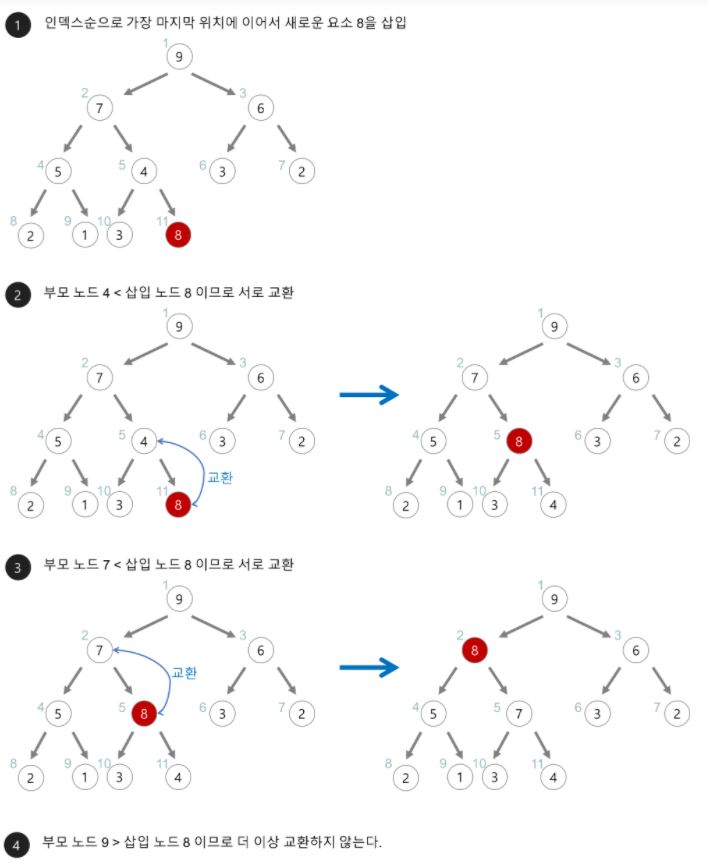 1 인덱스순으로 가장 마지막 위치에 이어서 새로운 요소 8을 삽입
1 9
2 7 3 6
4 5 5 4 6 3 7 2
8 2 9 1 10 3 11 8
2 부모 노드 4 < 삽입 노드 8 이므로 서로 교환
1 9 1 9
2 7 3 6 2 7 3 6
4 5 5 4 6 3 7 2 4 5 5 8 6 3 7 2
교환
8 2 9 1 10 3 11 8 8 2 9 1 10 3 11 4
3 부모 노드 7 < 삽입 노드 8 이므로 서로 교환
1 9 1 9
2 7 3 6 2 8 3 6
교환
4 5 5 8 6 3 7 2 4 5 5 7 6 3 7 2
8 2 9 1 10 3 11 4 8 2 9 1 10 3 11 4
4 부모 노드 9 > 삽입 노드 8 이므로 더 이상 교환하지 않는다.